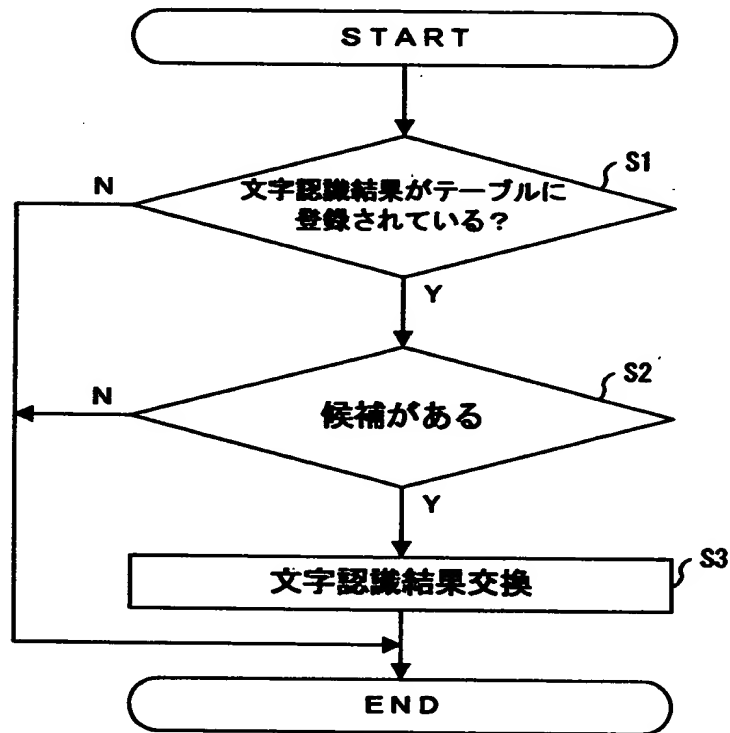 START
S1
N
文字認識結果がテーブルに
登録されている?
Y
S2
N
候補がある
Y
S3
文字認識結果交換
END